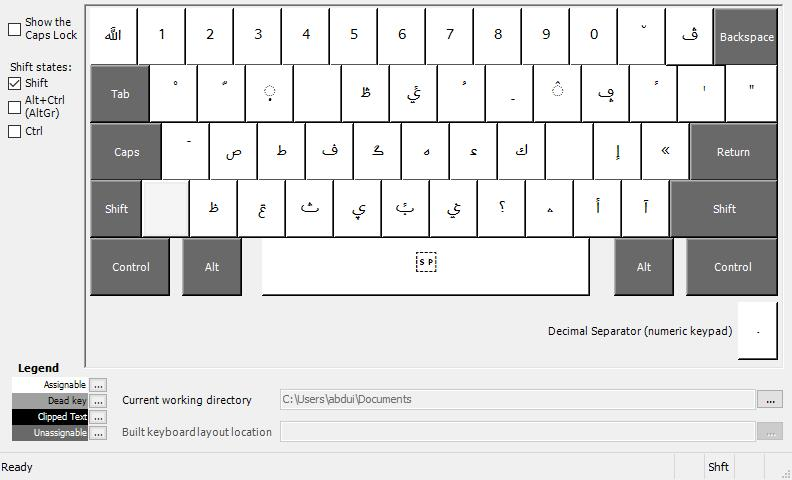 Show the
Caps Lock
Shift states:
Shift
Alt+Ctrl
(AltGr)
Ctrl
ﷲ 1 2 3 4 5 6 7 8 9 0 Backspace
Tab
Caps ص ط ف ه ء ك إ « Return
Shift ظ ؟ أ آ Shift
Control Alt SP Alt Control
Decimal Separator (numeric keypad) .
Legend
Assignable ...
Dead key ...
Clipped Text ...
Unassignable ...
Current working directory C:\Users\abdui\Documents ...
Built keyboard layout location ...
Ready Shft